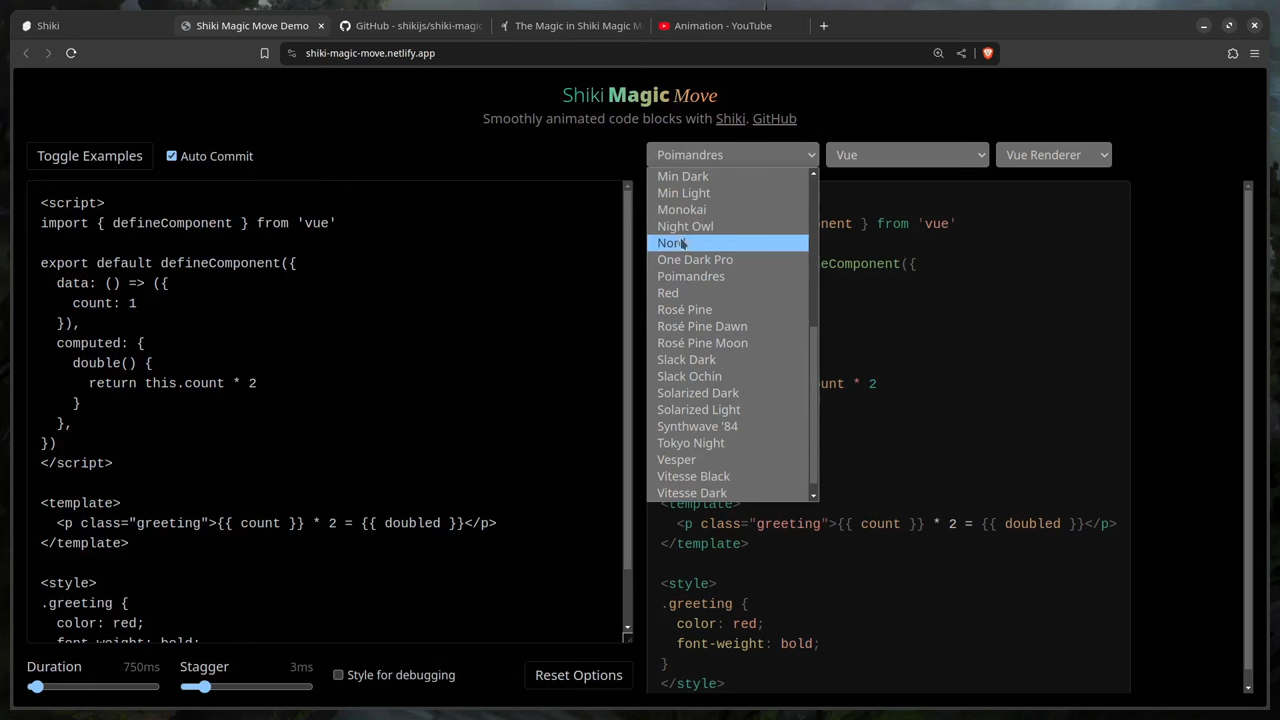 Shiki
Shiki Magic Move Demo
GitHub - shikijs/shiki-magic
The Magic in Shiki Magic M
Animation - YouTube
shiki-magic-move.netlify.app
Shiki Magic Move
Smoothly animated code blocks with Shiki. GitHub
Toggle Examples
Auto Commit
Poimandres
Vue
Vue Renderer
<script>
import { defineComponent } from 'vue'
export default defineComponent({
data: () => ({
count: 1
}),
computed: {
double() {
return this.count * 2
}
},
})
</script>
<template>
<p class="greeting">{{ count }} * 2 = {{ doubled }}</p>
</template>
<style>
.greeting {
color: red;
font-weight: bold;
Min Dark
Min Light
Monokai
Night Owl
Nord
One Dark Pro
Poimandres
Red
Rosé Pine
Rosé Pine Dawn
Rosé Pine Moon
Slack Dark
Slack Ochin
Solarized Dark
Solarized Light
Synthwave '84
Tokyo Night
Vesper
Vitesse Black
Vitesse Dark
nent } from 'vue'
eComponent({
ount * 2
<template>
<p class="greeting">{{ count }} * 2 = {{ doubled }}</p>
</template>
<style>
.greeting {
color: red;
font-weight: bold;
}
</style>
Duration
750ms
Stagger
3ms
Style for debugging
Reset Options